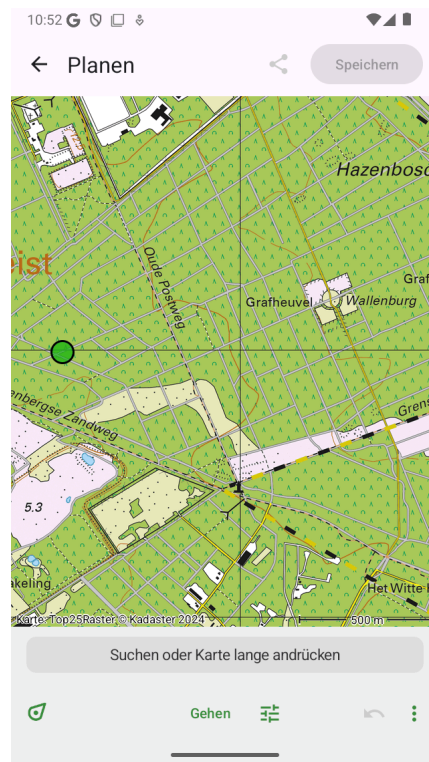 10:52
Planen
Speichern
Hazenbosc
eist
Oude Postweg
Graf
Grafheuvel
Wallenburg
enbergse Zandweg
Grens
5.3
akeling
Het Witte H
Karte: Top25Raster, © Kadaster 2024
500 m
Suchen oder Karte lange andrücken
Gehen